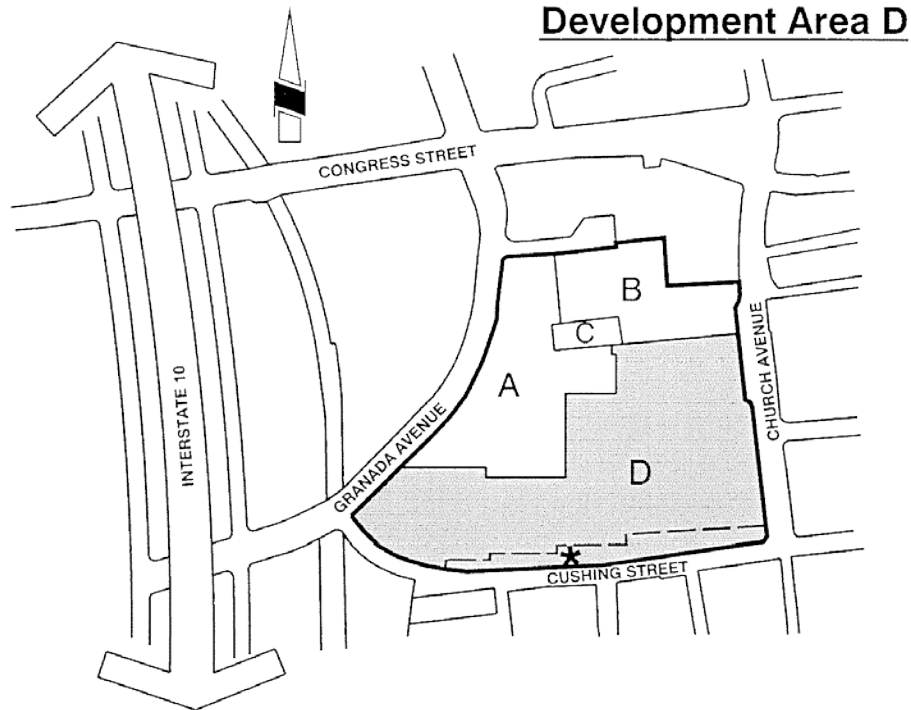 Development Area D
CONGRESS STREET
B
C
A
CHURCH AVENUE
INTERSTATE 10
GRANADA AVENUE
D
*
CUSHING STREET